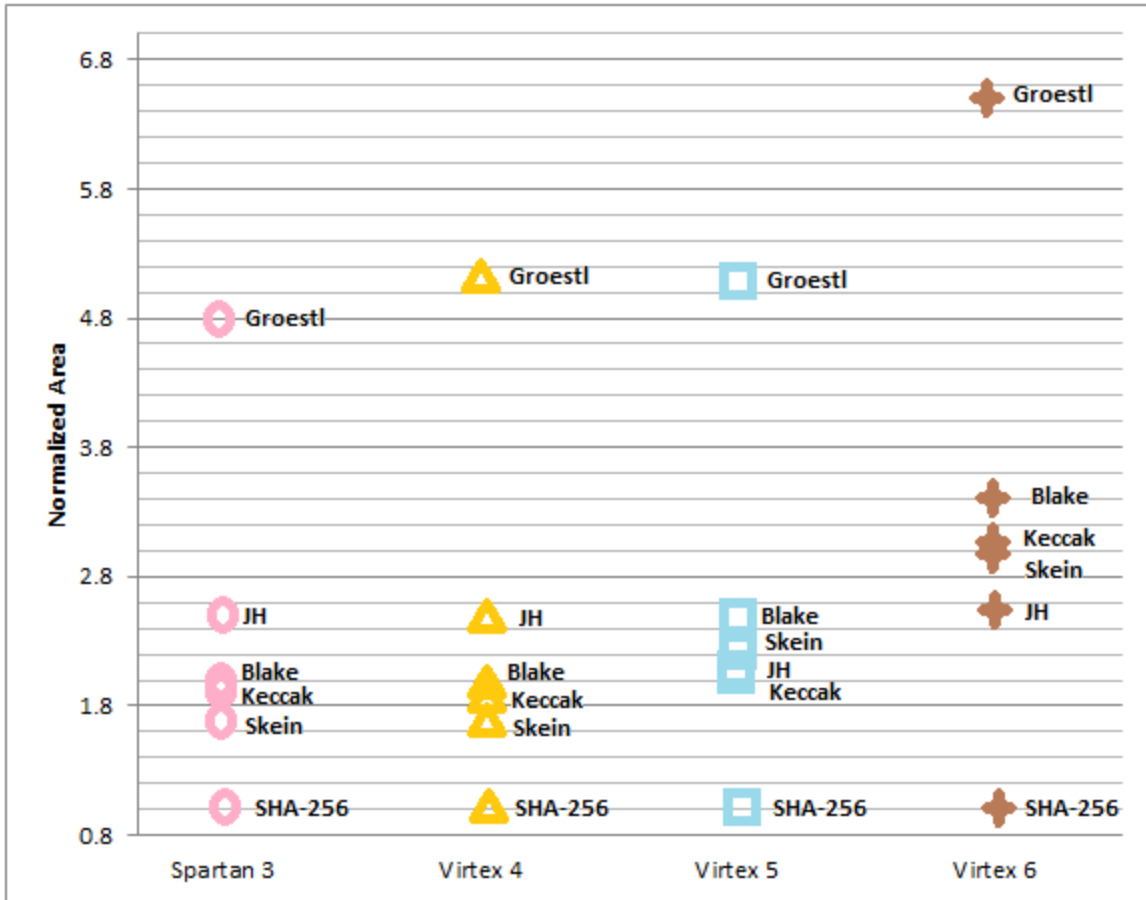 6.8
Groestl
5.8
Groestl
Groestl
4.8
Groestl
Normalized Area
3.8
Blake
Keccak
Skein
2.8
JH
JH
Blake
JH
Skein
Blake
Blake
JH
Keccak
Keccak
Keccak
1.8
Skein
Skein
SHA-256
SHA-256
SHA-256
SHA-256
0.8
Spartan 3
Virtex 4
Virtex 5
Virtex 6